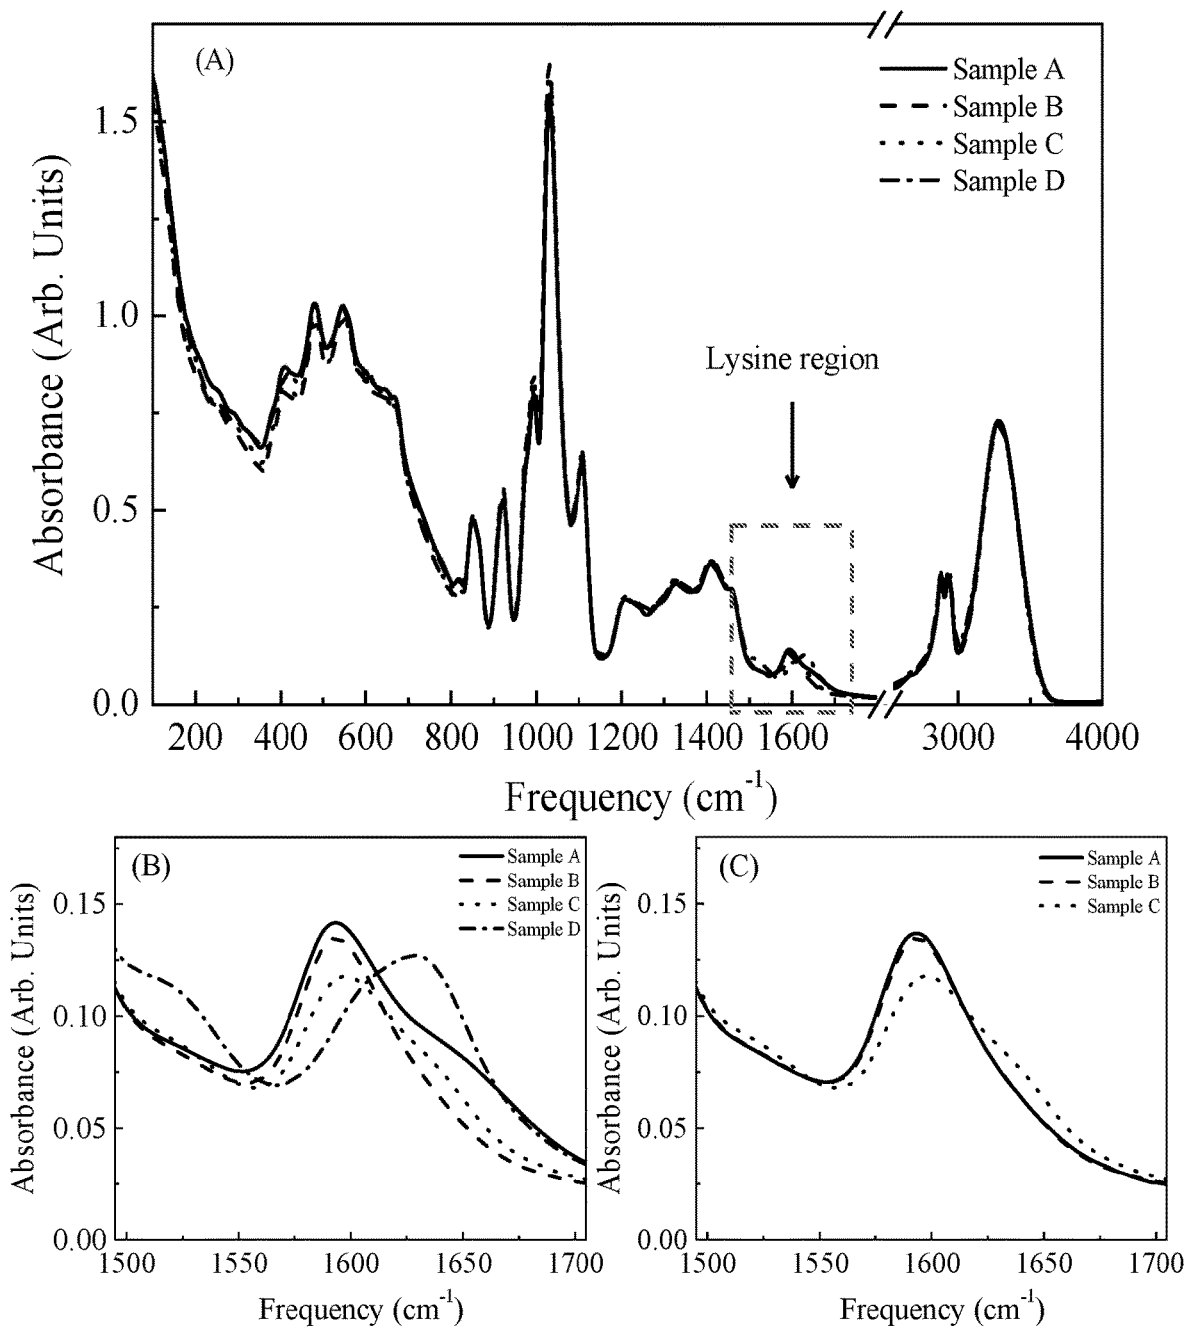 (A)
Sample A
Sample B
Sample C
Sample D
Lysine region
Absorbance (Arb. Units)
1.5
1.0
0.5
0.0
200 400 600 800 1000 1200 1400 1600 3000 4000
Frequency (cm-1)
(B)
Sample A
Sample B
Sample C
Sample D
Absorbance (Arb. Units)
0.15
0.10
0.05
0.00
1500 1550 1600 1650 1700
Frequency (cm-1)
(C)
Sample A
Sample B
Sample C
Absorbance (Arb. Units)
0.15
0.10
0.05
0.00
1500 1550 1600 1650 1700
Frequency (cm-1)